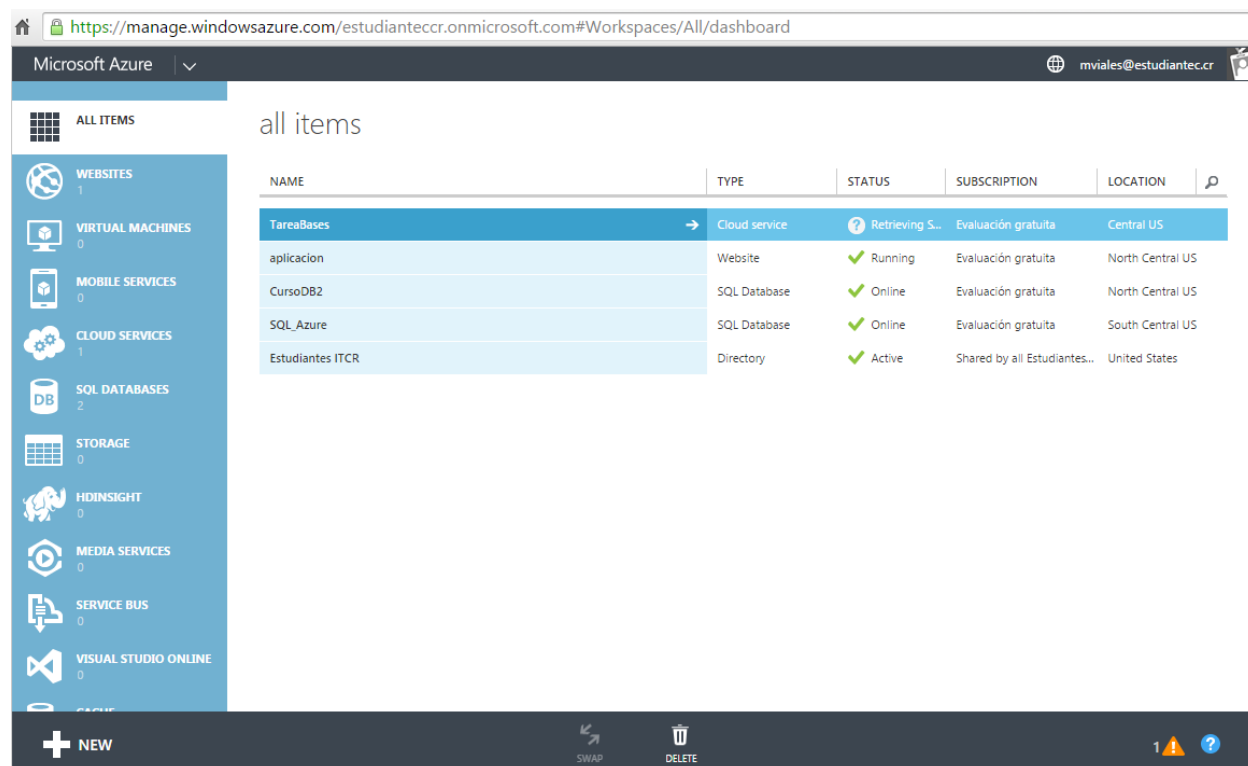 https://manage.windowsazure.com/estudianteccr.onmicrosoft.com#Workspaces/All/dashboard
Microsoft Azure
mviales@estudiantec.cr
ALL ITEMS
WEBSITES
1
VIRTUAL MACHINES
0
MOBILE SERVICES
0
CLOUD SERVICES
1
DB
SQL DATABASES
2
STORAGE
0
HDINSIGHT
0
MEDIA SERVICES
0
SERVICE BUS
0
VISUAL STUDIO ONLINE
0
CACHE
all items
NAME TYPE STATUS SUBSCRIPTION LOCATION
TareaBases Cloud service ? Retrieving S... Evaluación gratuita Central US
aplicacion Website Running Evaluación gratuita North Central US
CursoDB2 SQL Database Online Evaluación gratuita North Central US
SQL_Azure SQL Database Online Evaluación gratuita South Central US
Estudiantes ITCR Directory Active Shared by all Estudiantes... United States
NEW
SWAP
DELETE
1
?